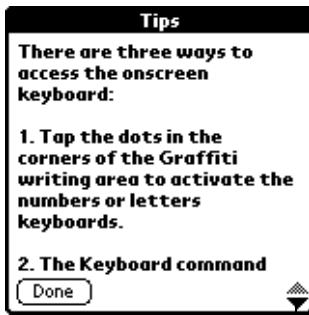 Tips
There are three ways to
access the onscreen
keyboard:
1. Tap the dots in the
corners of the Graffiti
writing area to activate the
numbers or letters
keyboards.
2. The Keyboard command
Done